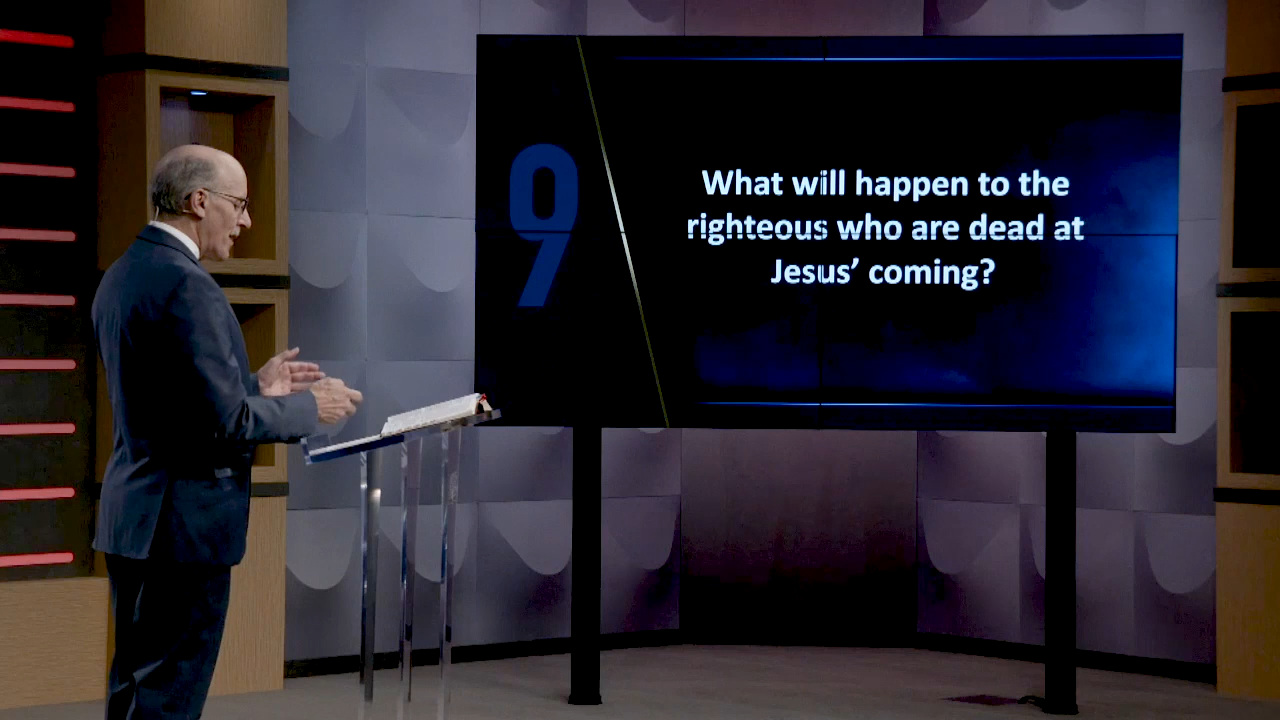 9
What will happen to the
righteous who are dead at
Jesus’ coming?